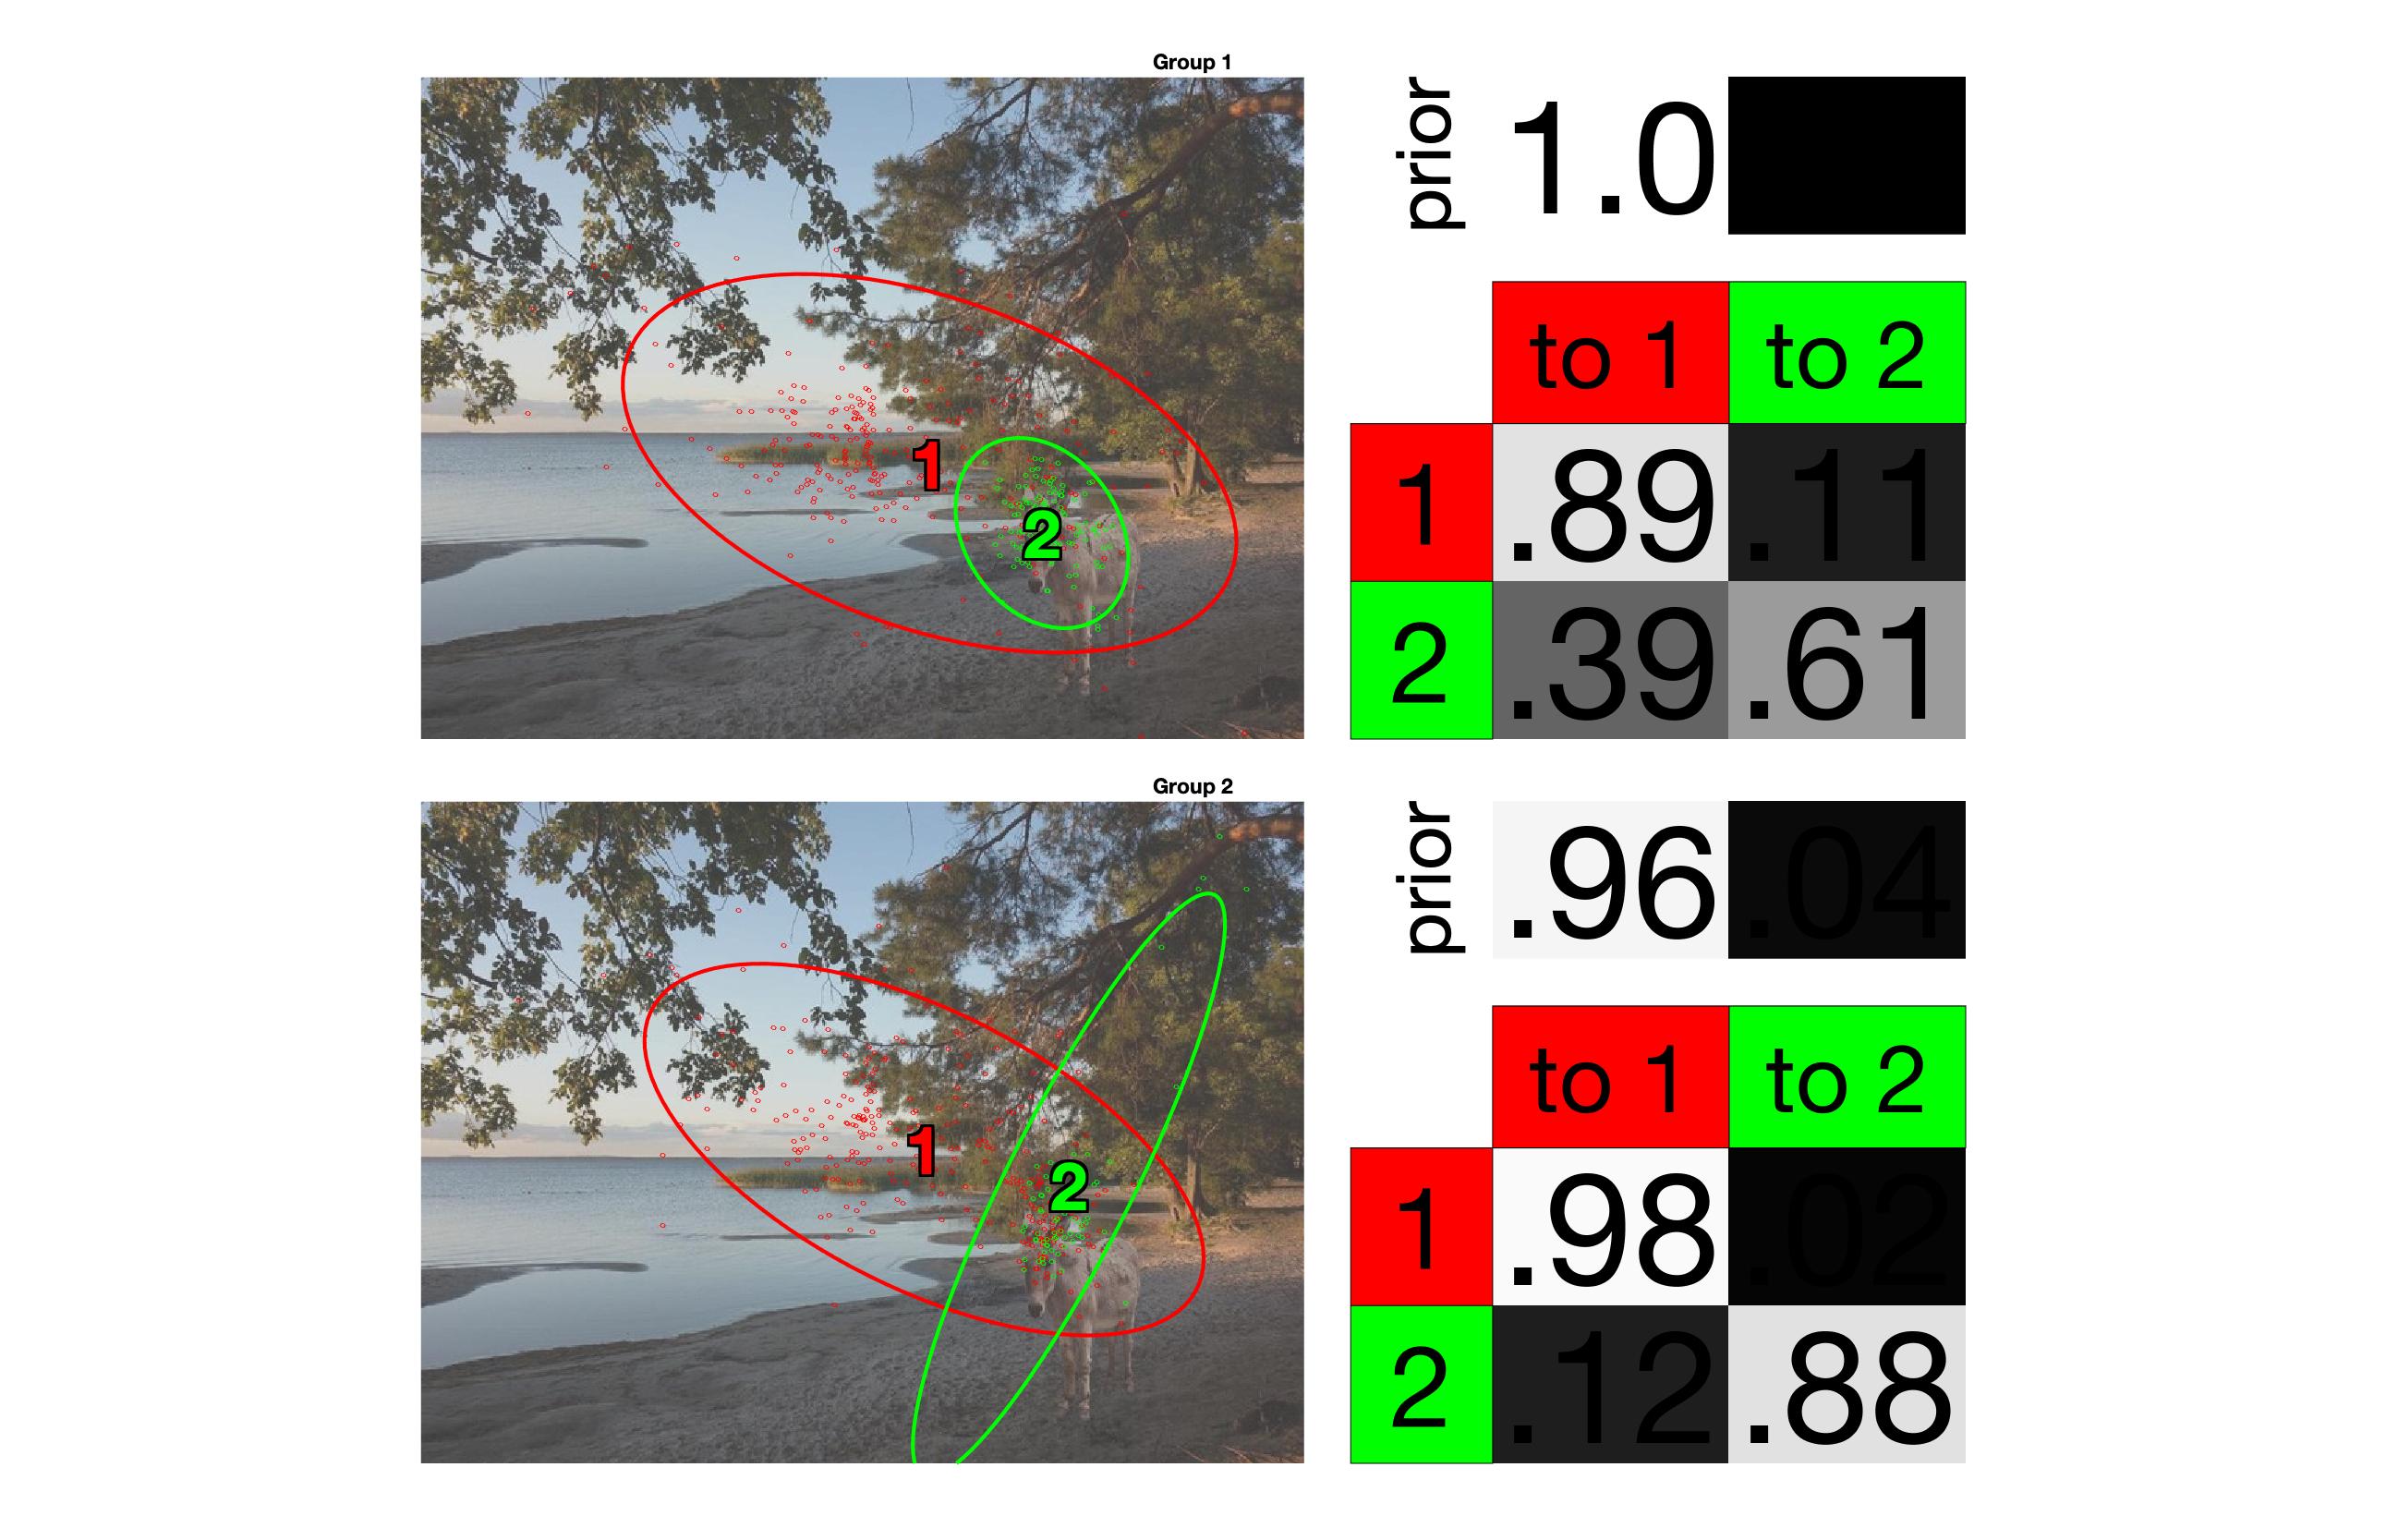 Group 1
prior 1.0
to 1 to 2
1 .89 .11
2 .39 .61
1
2
Group 2
prior .96 .04
to 1 to 2
1 .98 .02
2 .12 .88
1
2